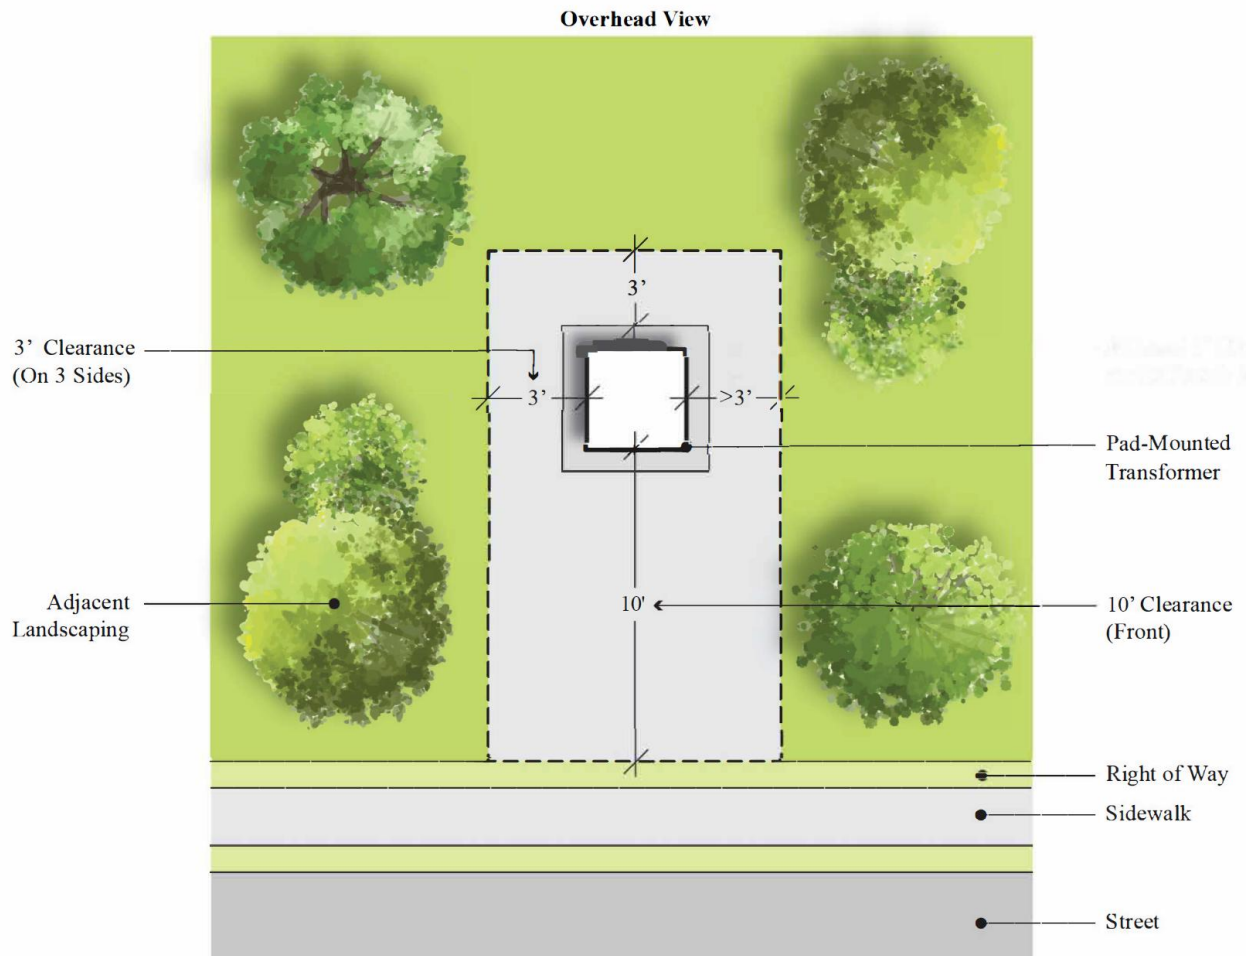 Overhead View
3’
3’ Clearance
(On 3 Sides)
3’
>3’
Pad-Mounted
Transformer
Adjacent
Landscaping
10'
10’ Clearance
(Front)
Right of Way
Sidewalk
Street